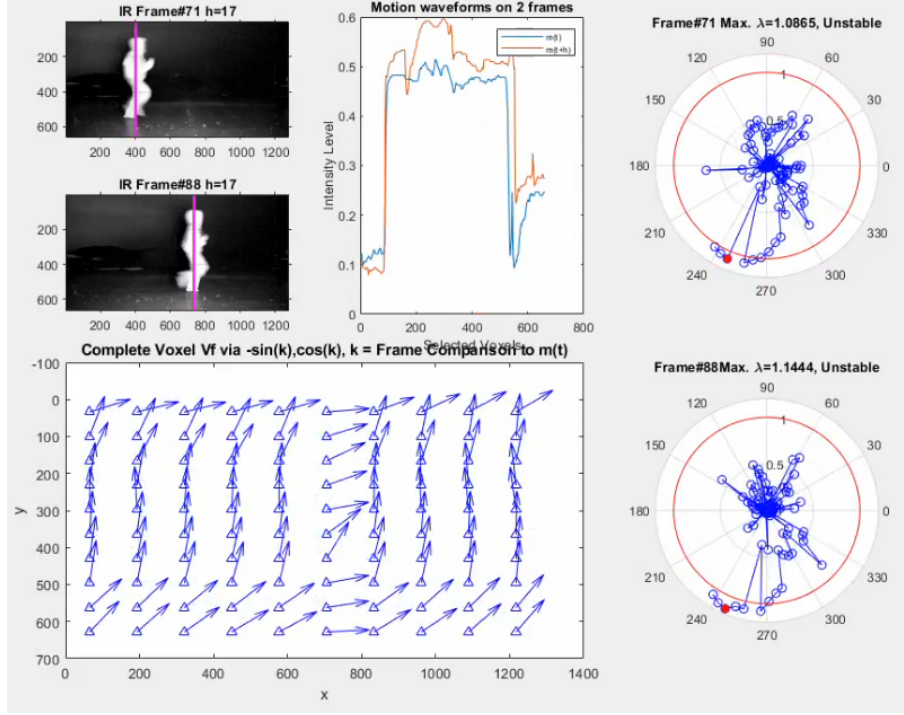 IR Frame#71 h=17
200
400
600
200 400 600 800 1000 1200
IR Frame#88 h=17
200
400
600
200 400 600 800 1000 1200
Motion waveforms on 2 frames
m(t)
m(t+h)
Intensity Level
0.6
0.5
0.4
0.3
0.2
0.1
0
0 200 400 600 800
Selected Voxels
Frame#71 Max. λ=1.0865, Unstable
90
120 60
150 30
180 0
210 330
240 300
270
1
0.5
Complete Voxel Vf via -sin(k),cos(k), k = Frame Comparison to m(t)
-100
0
100
200
300
400
500
600
700
y
0 200 400 600 800 1000 1200 1400
x
Frame#88Max. λ=1.1444, Unstable
90
120 60
150 30
180 0
210 330
240 300
270
1
0.5